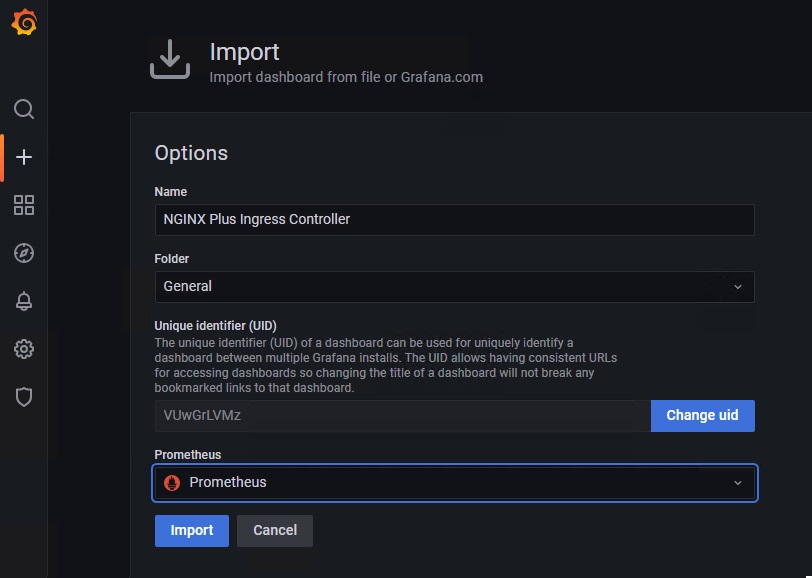 Import
Import dashboard from file or Grafana.com
Options
Name
NGINX Plus Ingress Controller
Folder
General
Unique identifier (UID)
The unique identifier (UID) of a dashboard can be used for uniquely identify a
dashboard between multiple Grafana installs. The UID allows having consistent URLs
for accessing dashboards so changing the title of a dashboard will not break any
bookmarked links to that dashboard.
VUwGrLVMz
Change uid
Prometheus
Prometheus
Import
Cancel